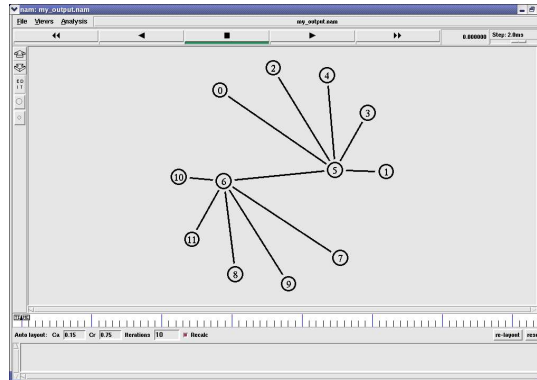 nam: my_output.nam
File Views Analysis my_output.nam
0.000000 Step: 2.0ms
2
4
0
3
5
1
10
6
11
7
8
9
TIME
Auto layout: Ca 0.15 Cr 0.75 Iterations 10 Recalc re-layout